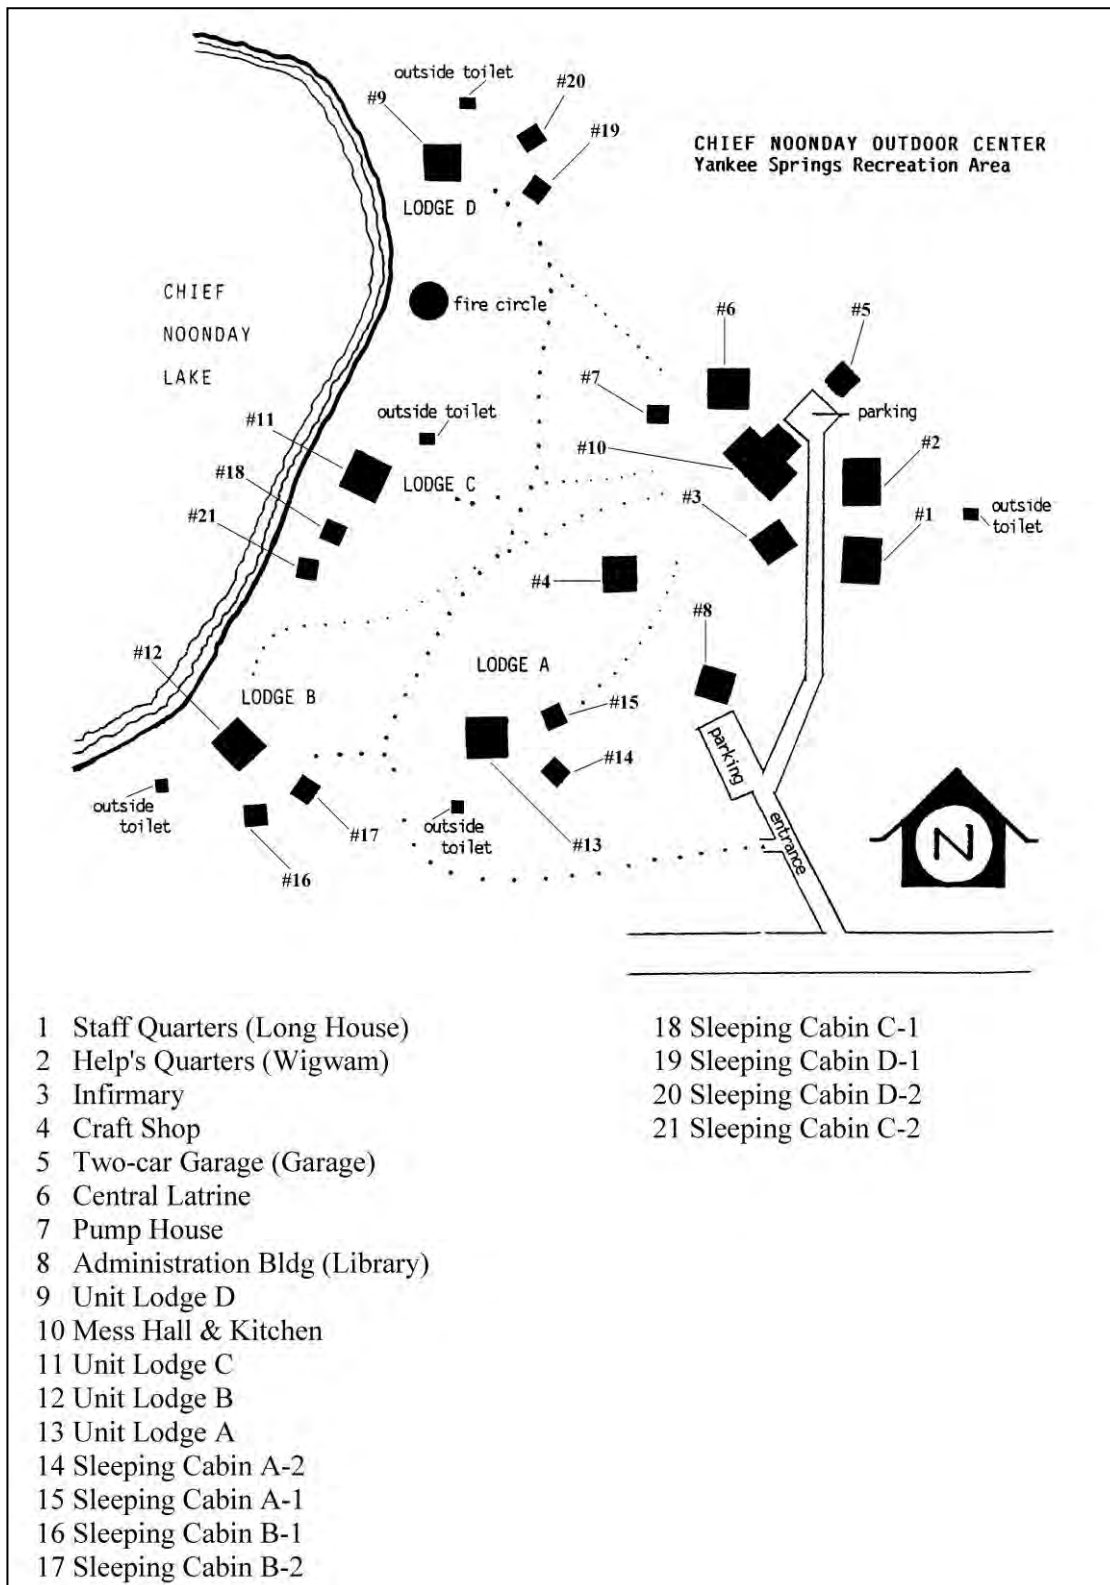 outside toilet
#20
#9
#19
CHIEF NOONDAY OUTDOOR CENTER
Yankee Springs Recreation Area
LODGE D
CHIEF
NOONDAY
LAKE
fire circle
#6
#5
#7
parking
outside toilet
#11
#10
#2
#18
LODGE C
#3
#21
#1
outside
toilet
#4
#8
#12
LODGE A
LODGE B
#15
parking
#14
outside
toilet
#17
outside
toilet
#13
entrance
N
#16
1 Staff Quarters (Long House)
2 Help's Quarters (Wigwam)
3 Infirmary
4 Craft Shop
5 Two-car Garage (Garage)
6 Central Latrine
7 Pump House
8 Administration Bldg (Library)
9 Unit Lodge D
10 Mess Hall & Kitchen
11 Unit Lodge C
12 Unit Lodge B
13 Unit Lodge A
14 Sleeping Cabin A-2
15 Sleeping Cabin A-1
16 Sleeping Cabin B-1
17 Sleeping Cabin B-2
18 Sleeping Cabin C-1
19 Sleeping Cabin D-1
20 Sleeping Cabin D-2
21 Sleeping Cabin C-2